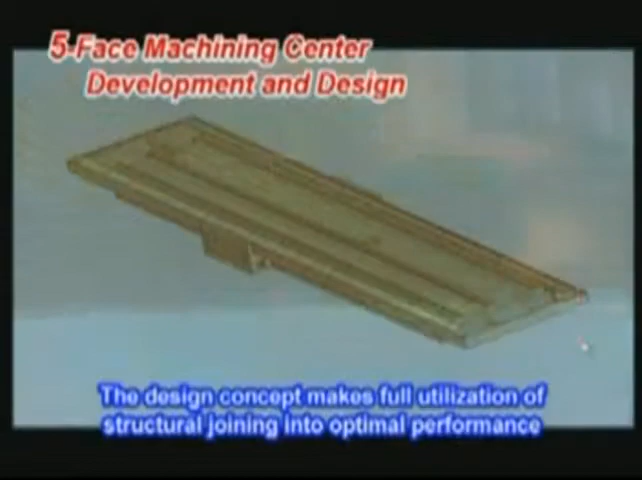 5-Face Machining Center
Development and Design
The design concept makes full utilization of
structural joining into optimal performance